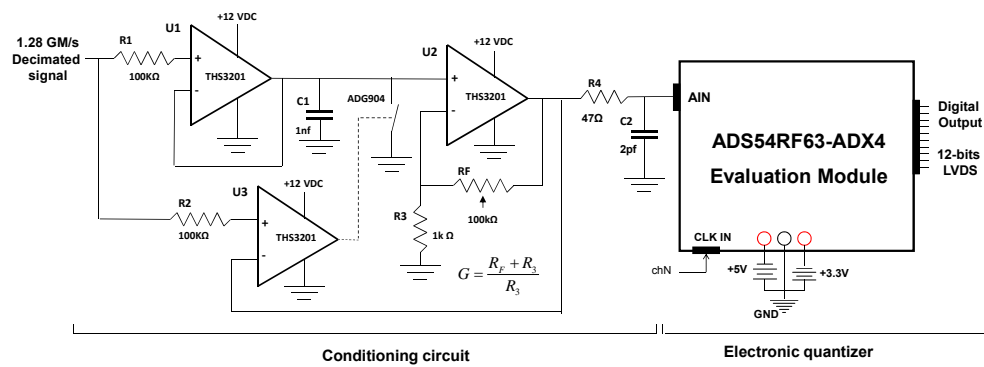 1.28 GM/s
Decimated
signal
R1
100KΩ
U1
+12 VDC
+
-
THS3201
C1
1nf
ADG904
U2
+12 VDC
+
-
THS3201
RF
100kΩ
R3
1k Ω
G = (R_F + R_3) / R_3
R2
100KΩ
U3
+12 VDC
+
-
THS3201
R4
47Ω
C2
2pf
AIN
ADS54RF63-ADX4
Evaluation Module
Digital
Output
12-bits
LVDS
CLK IN
chN
+5V
+3.3V
GND
Conditioning circuit
Electronic quantizer